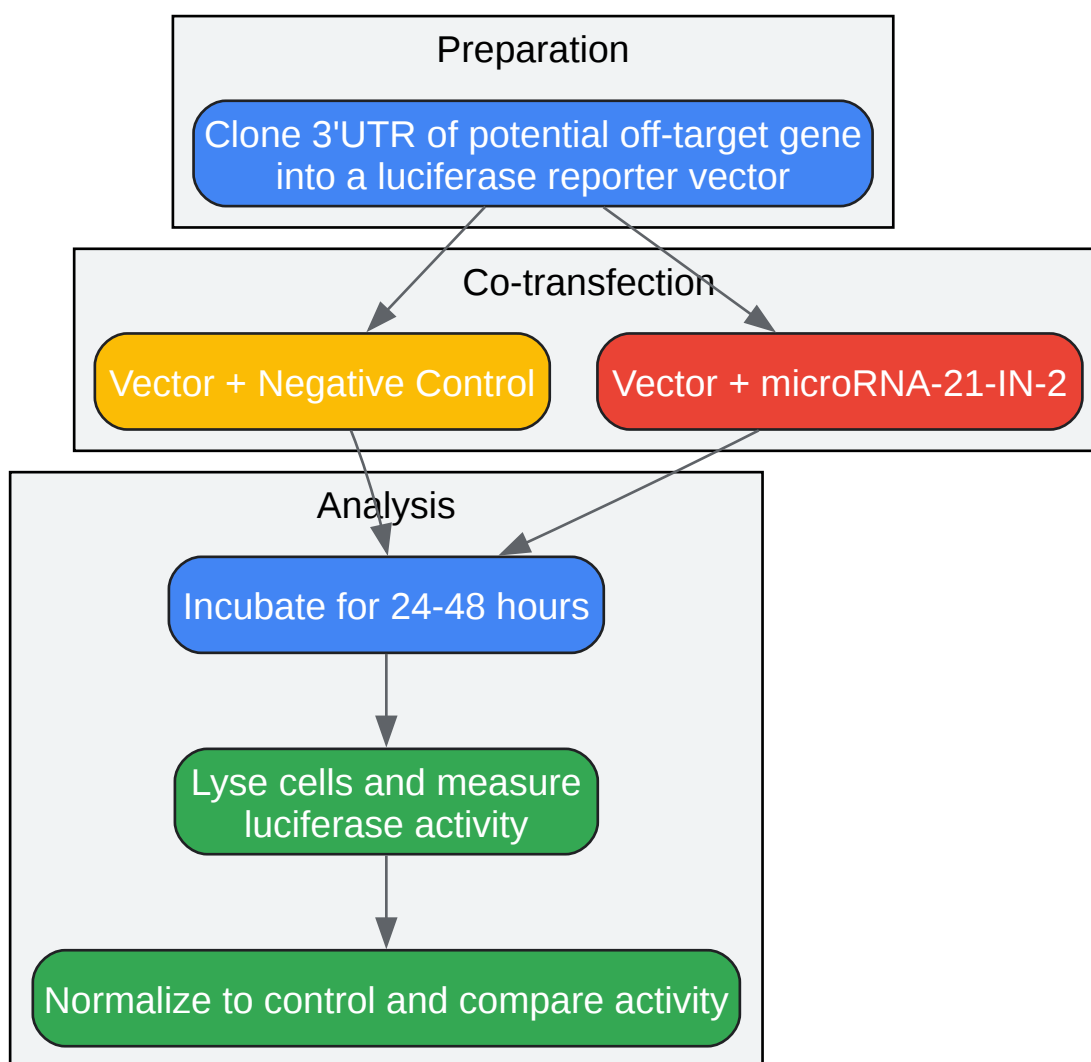 Preparation
Clone 3'UTR of potential off-target gene
into a luciferase reporter vector
Co-transfection
Vector + Negative Control
Vector + microRNA-21-IN-2
Analysis
Incubate for 24-48 hours
Lyse cells and measure
luciferase activity
Normalize to control and compare activity